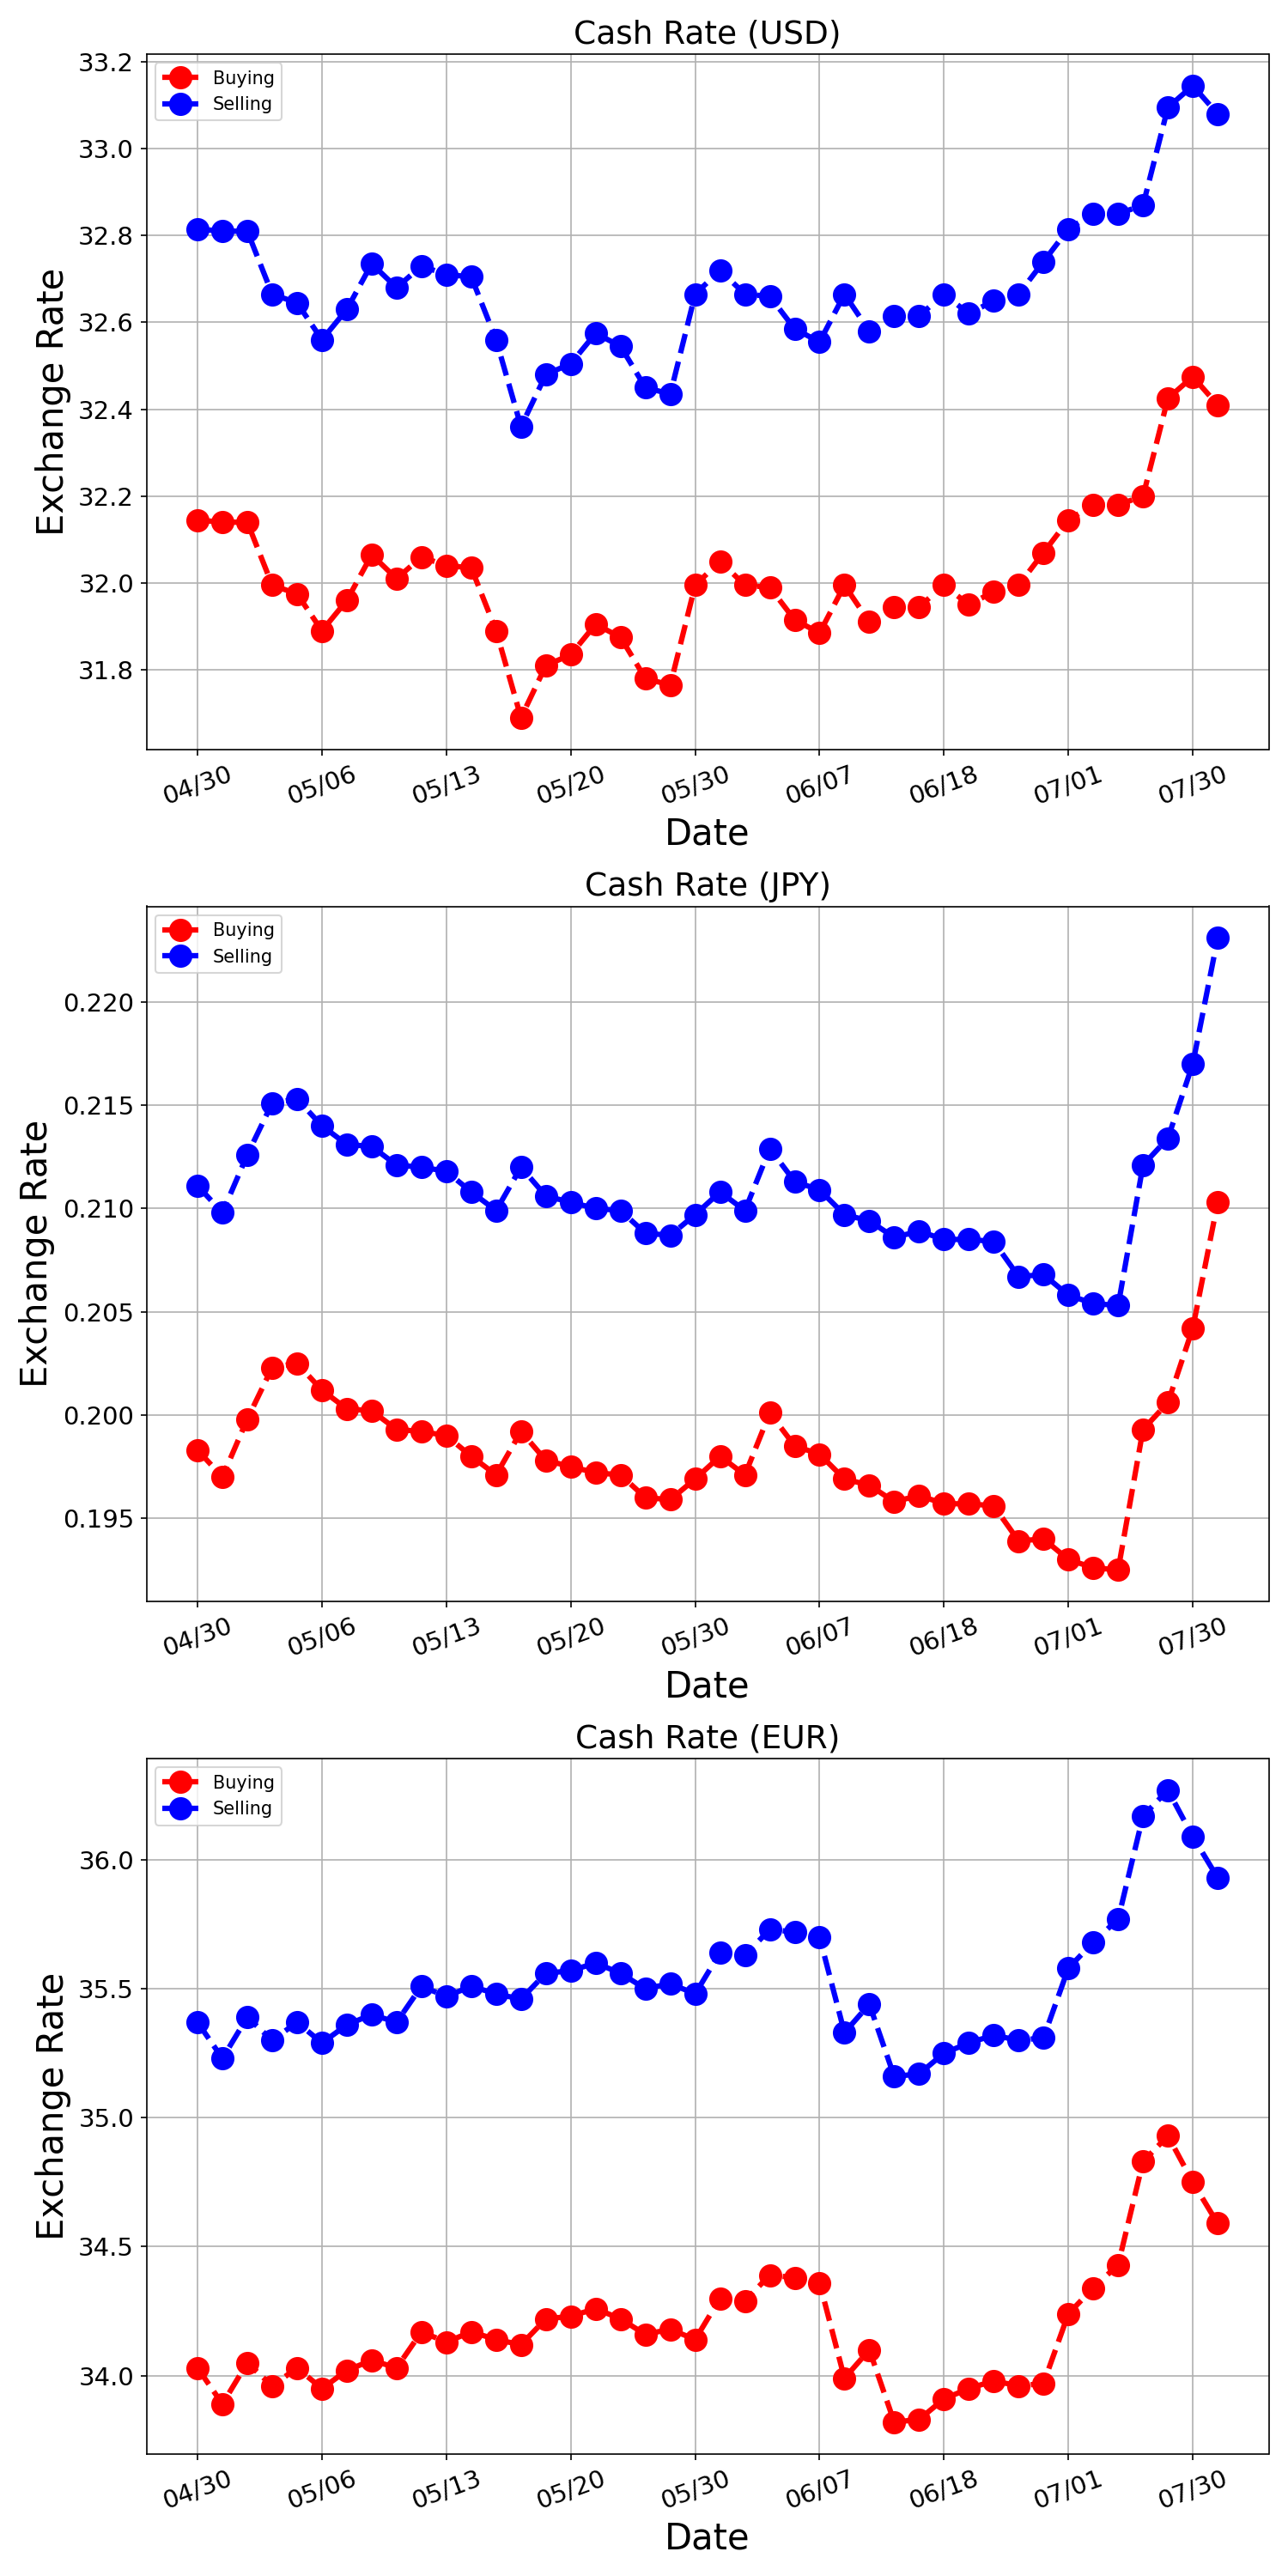 Cash Rate (USD)
Buying
Selling
Exchange Rate
33.2
33.0
32.8
32.6
32.4
32.2
32.0
31.8
04/30 05/06 05/13 05/20 05/30 06/07 06/18 07/01 07/30
Date
Cash Rate (JPY)
Buying
Selling
Exchange Rate
0.220
0.215
0.210
0.205
0.200
0.195
04/30 05/06 05/13 05/20 05/30 06/07 06/18 07/01 07/30
Date
Cash Rate (EUR)
Buying
Selling
Exchange Rate
36.0
35.5
35.0
34.5
34.0
04/30 05/06 05/13 05/20 05/30 06/07 06/18 07/01 07/30
Date